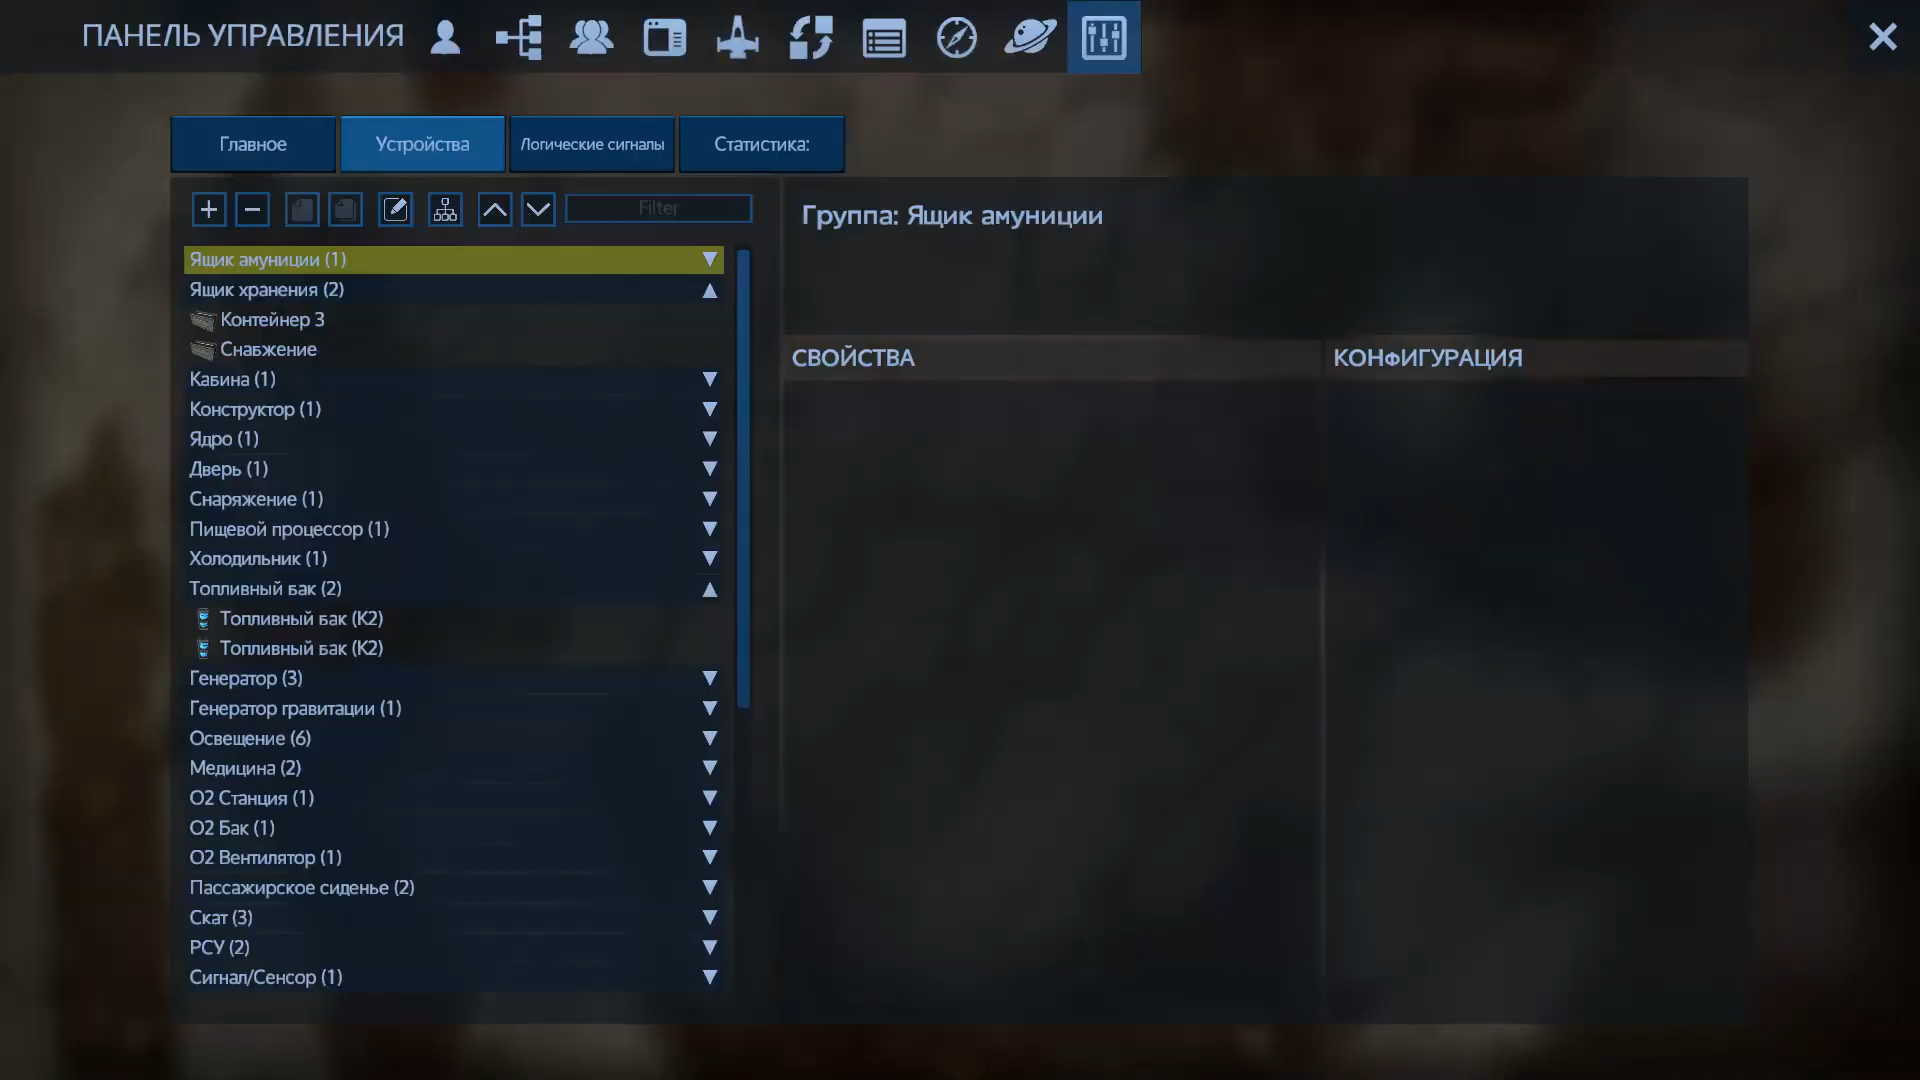 ПАНЕЛЬ УПРАВЛЕНИЯ
Главное
Устройства
Логические сигналы
Статистика:
Filter
Ящик амуниции (1)
Ящик хранения (2)
Контейнер 3
Снабжение
Кабина (1)
Конструктор (1)
Ядро (1)
Дверь (1)
Снаряжение (1)
Пищевой процессор (1)
Холодильник (1)
Топливный бак (2)
Топливный бак (К2)
Топливный бак (К2)
Генератор (3)
Генератор гравитации (1)
Освещение (6)
Медицина (2)
О2 Станция (1)
О2 Бак (1)
О2 Вентилятор (1)
Пассажирское сиденье (2)
Скат (3)
РСУ (2)
Сигнал/Сенсор (1)
Группа: Ящик амуниции
СВОЙСТВА
КОНФИГУРАЦИЯ